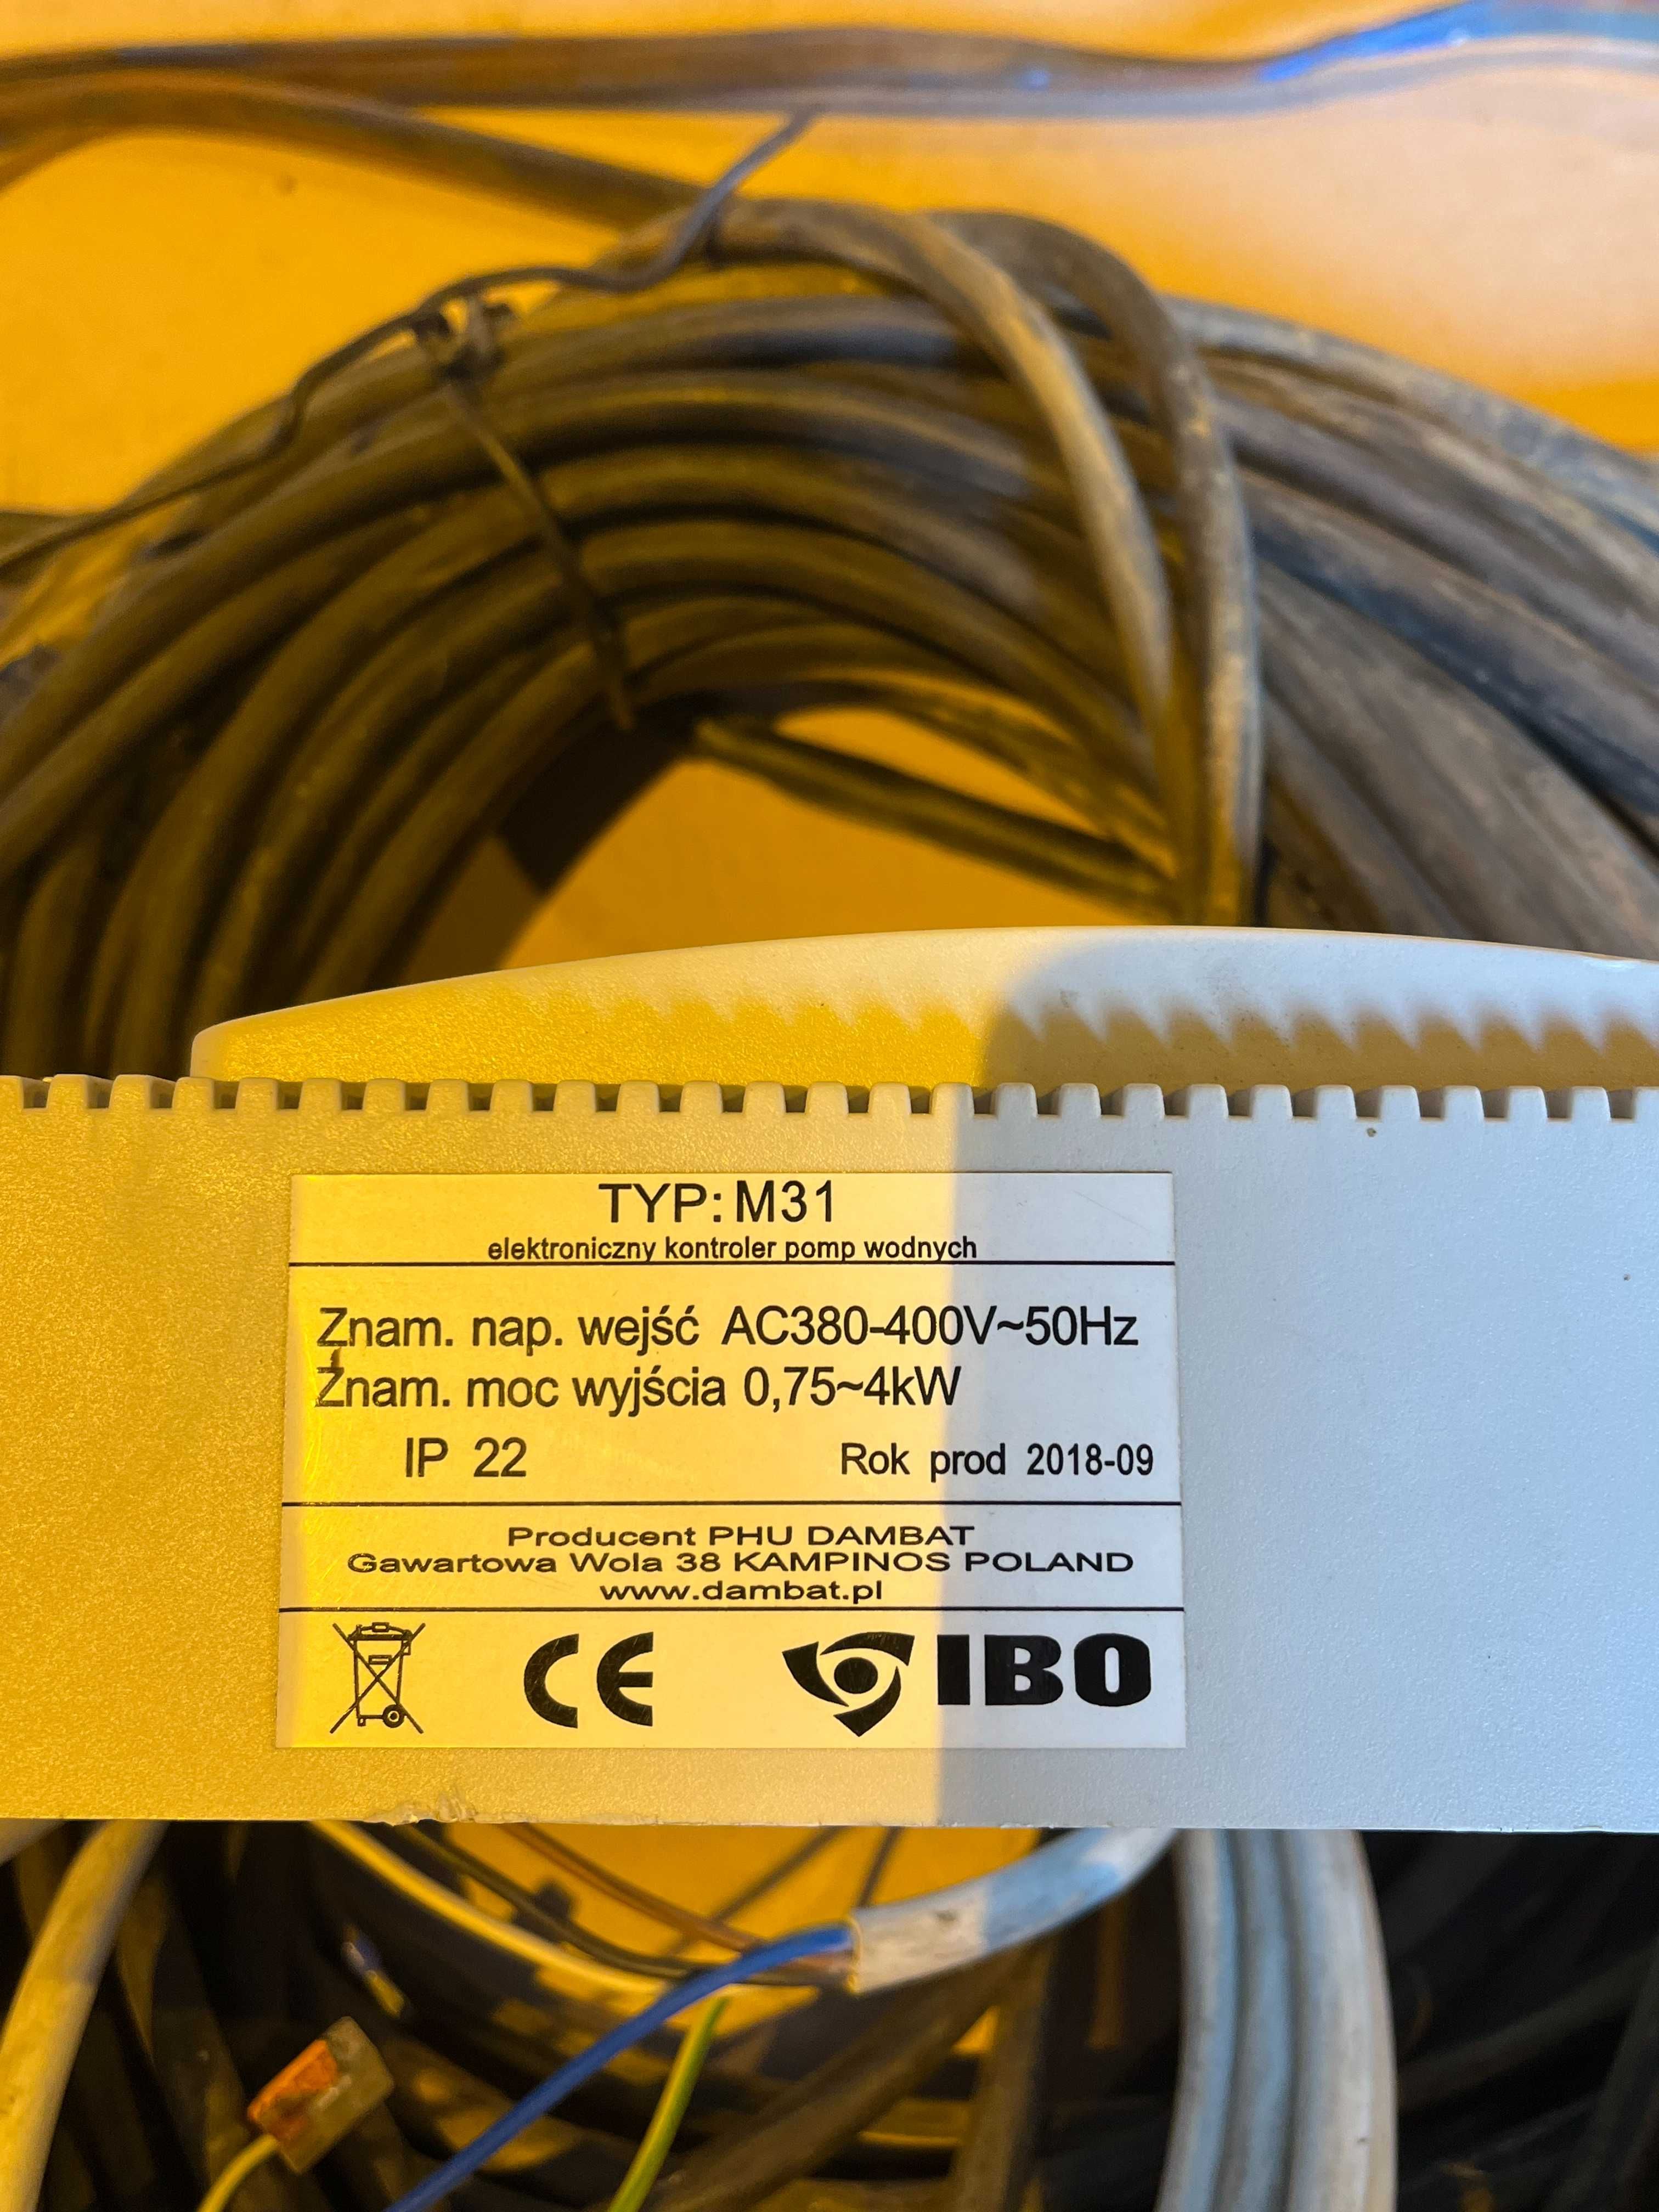 TYP: M31
elektroniczny kontroler pomp wodnych
Znam. nap. wejść AC380-400V~50Hz
Znam. moc wyjścia 0,75~4kW
IP 22 Rok prod 2018-09
Producent PHU DAMBAT
Gawartowa Wola 38 KAMPINOS POLAND
www.dambat.pl
CE IBO